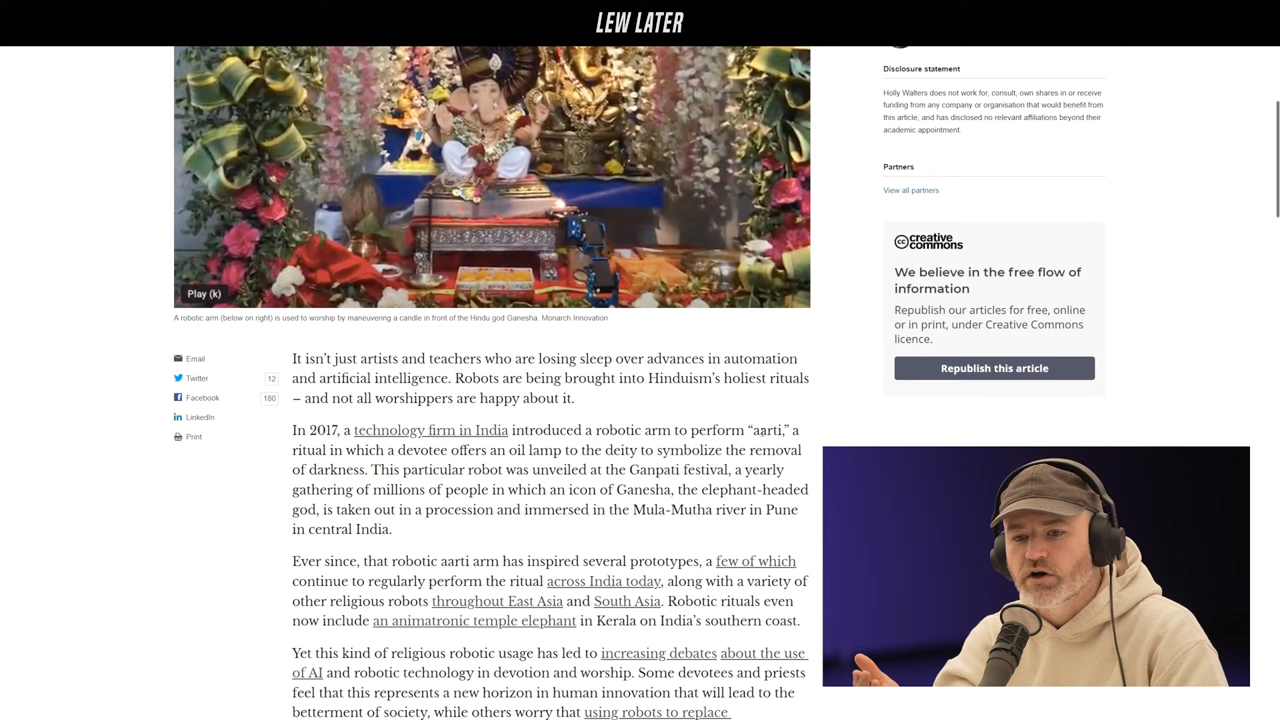 LEW LATER
Play (k)
A robotic arm (below on right) is used to worship by maneuvering a candle in front of the Hindu god Ganesha. Monarch Innovation
Email
Twitter 12
Facebook 180
LinkedIn
Print
It isn’t just artists and teachers who are losing sleep over advances in automation
and artificial intelligence. Robots are being brought into Hinduism’s holiest rituals
– and not all worshippers are happy about it.
In 2017, a technology firm in India introduced a robotic arm to perform “aarti,” a
ritual in which a devotee offers an oil lamp to the deity to symbolize the removal
of darkness. This particular robot was unveiled at the Ganpati festival, a yearly
gathering of millions of people in which an icon of Ganesha, the elephant-headed
god, is taken out in a procession and immersed in the Mula-Mutha river in Pune
in central India.
Ever since, that robotic aarti arm has inspired several prototypes, a few of which
continue to regularly perform the ritual across India today, along with a variety of
other religious robots throughout East Asia and South Asia. Robotic rituals even
now include an animatronic temple elephant in Kerala on India’s southern coast.
Yet this kind of religious robotic usage has led to increasing debates about the use
of AI and robotic technology in devotion and worship. Some devotees and priests
feel that this represents a new horizon in human innovation that will lead to the
betterment of society, while others worry that using robots to replace
Disclosure statement
Holly Walters does not work for, consult, own shares in or receive
funding from any company or organisation that would benefit from
this article, and has disclosed no relevant affiliations beyond their
academic appointment.
Partners
View all partners
cc creative
commons
We believe in the free flow of
information
Republish our articles for free, online
or in print, under Creative Commons
licence.
Republish this article